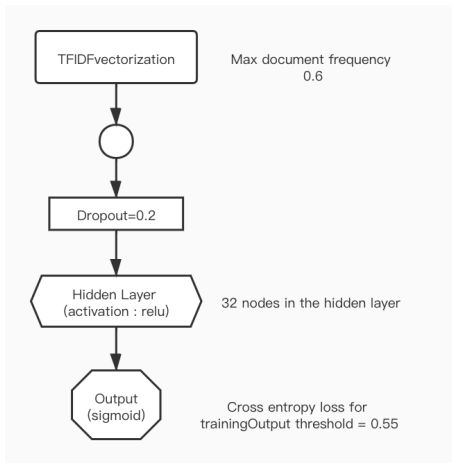 TFIDFvectorization
Max document frequency
0.6
Dropout=0.2
Hidden Layer
(activation : relu)
32 nodes in the hidden layer
Output
(sigmoid)
Cross entropy loss for
trainingOutput threshold = 0.55